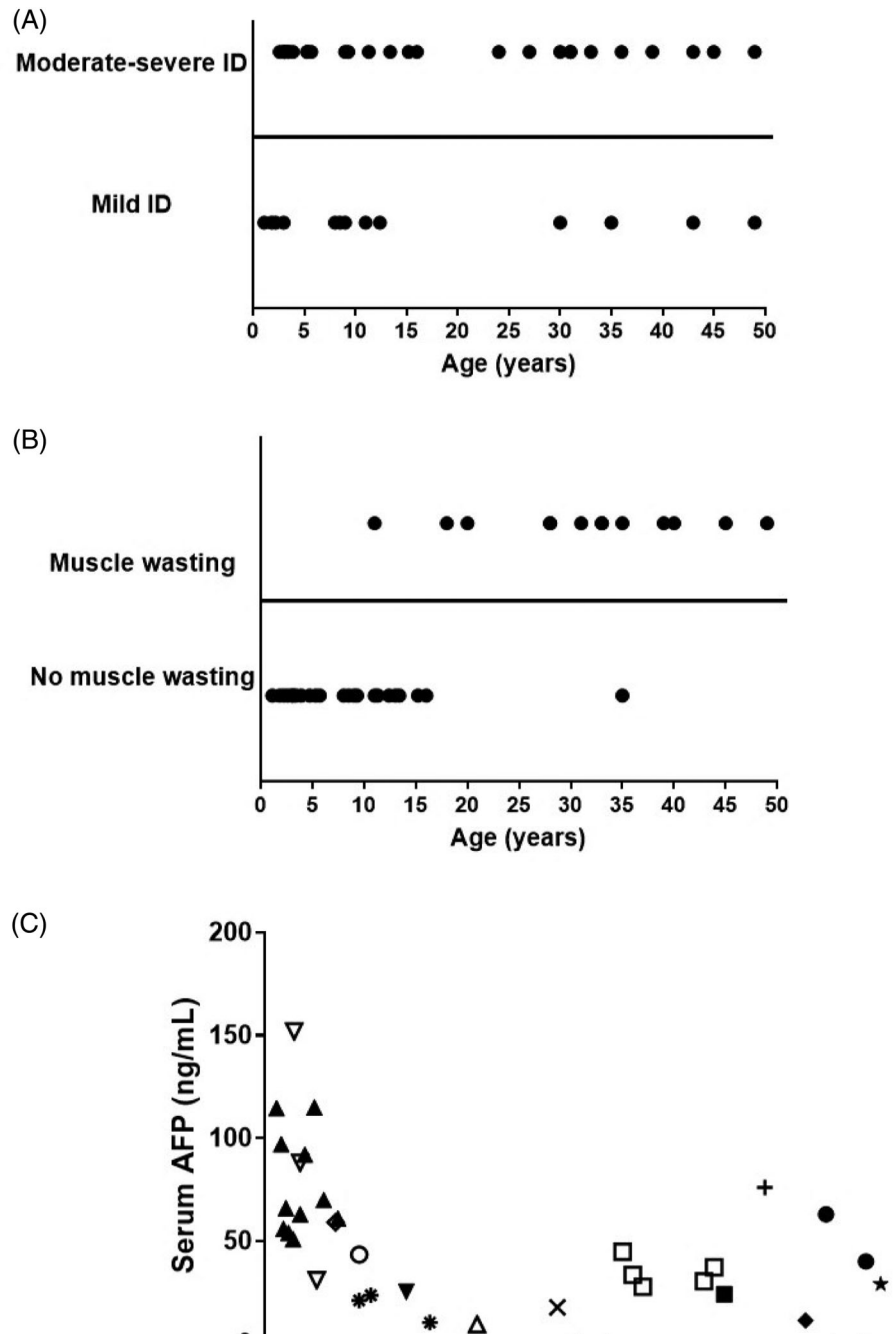 (A)
Moderate-severe ID
Mild ID
0 5 10 15 20 25 30 35 40 45 50
Age (years)
(B)
Muscle wasting
No muscle wasting
0 5 10 15 20 25 30 35 40 45 50
Age (years)
(C)
200
150
100
50
Serum AFP (ng/mL)